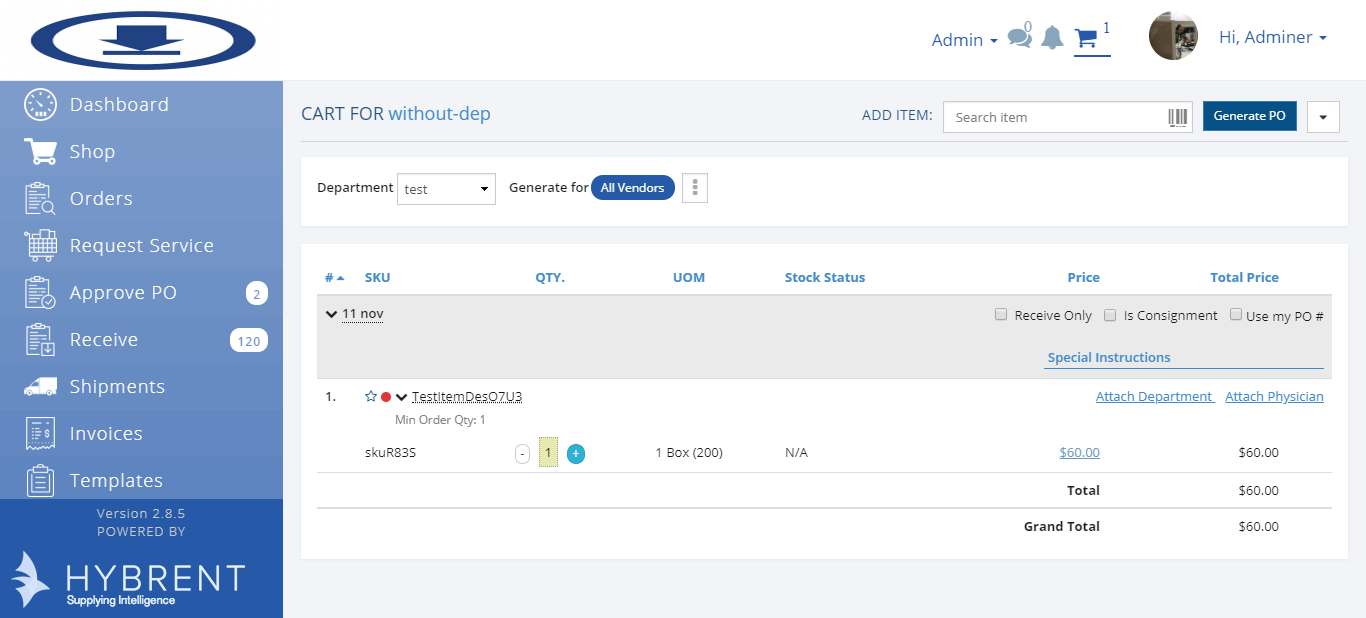 Admin 0 1 Hi, Adminer
Dashboard
Shop
Orders
Request Service
Approve PO 2
Receive 120
Shipments
Invoices
Templates
Version 2.8.5
POWERED BY
HYBRENT
Supplying Intelligence
CART FOR without-dep ADD ITEM: Search item Generate PO
Department test Generate for All Vendors
# SKU QTY. UOM Stock Status Price Total Price
11 nov Receive Only Is Consignment Use my PO #
Special Instructions
1. TestItemDesO7U3 Attach Department Attach Physician
Min Order Qty: 1
skuR83S - 1 + 1 Box (200) N/A $60.00 $60.00
Total $60.00
Grand Total $60.00